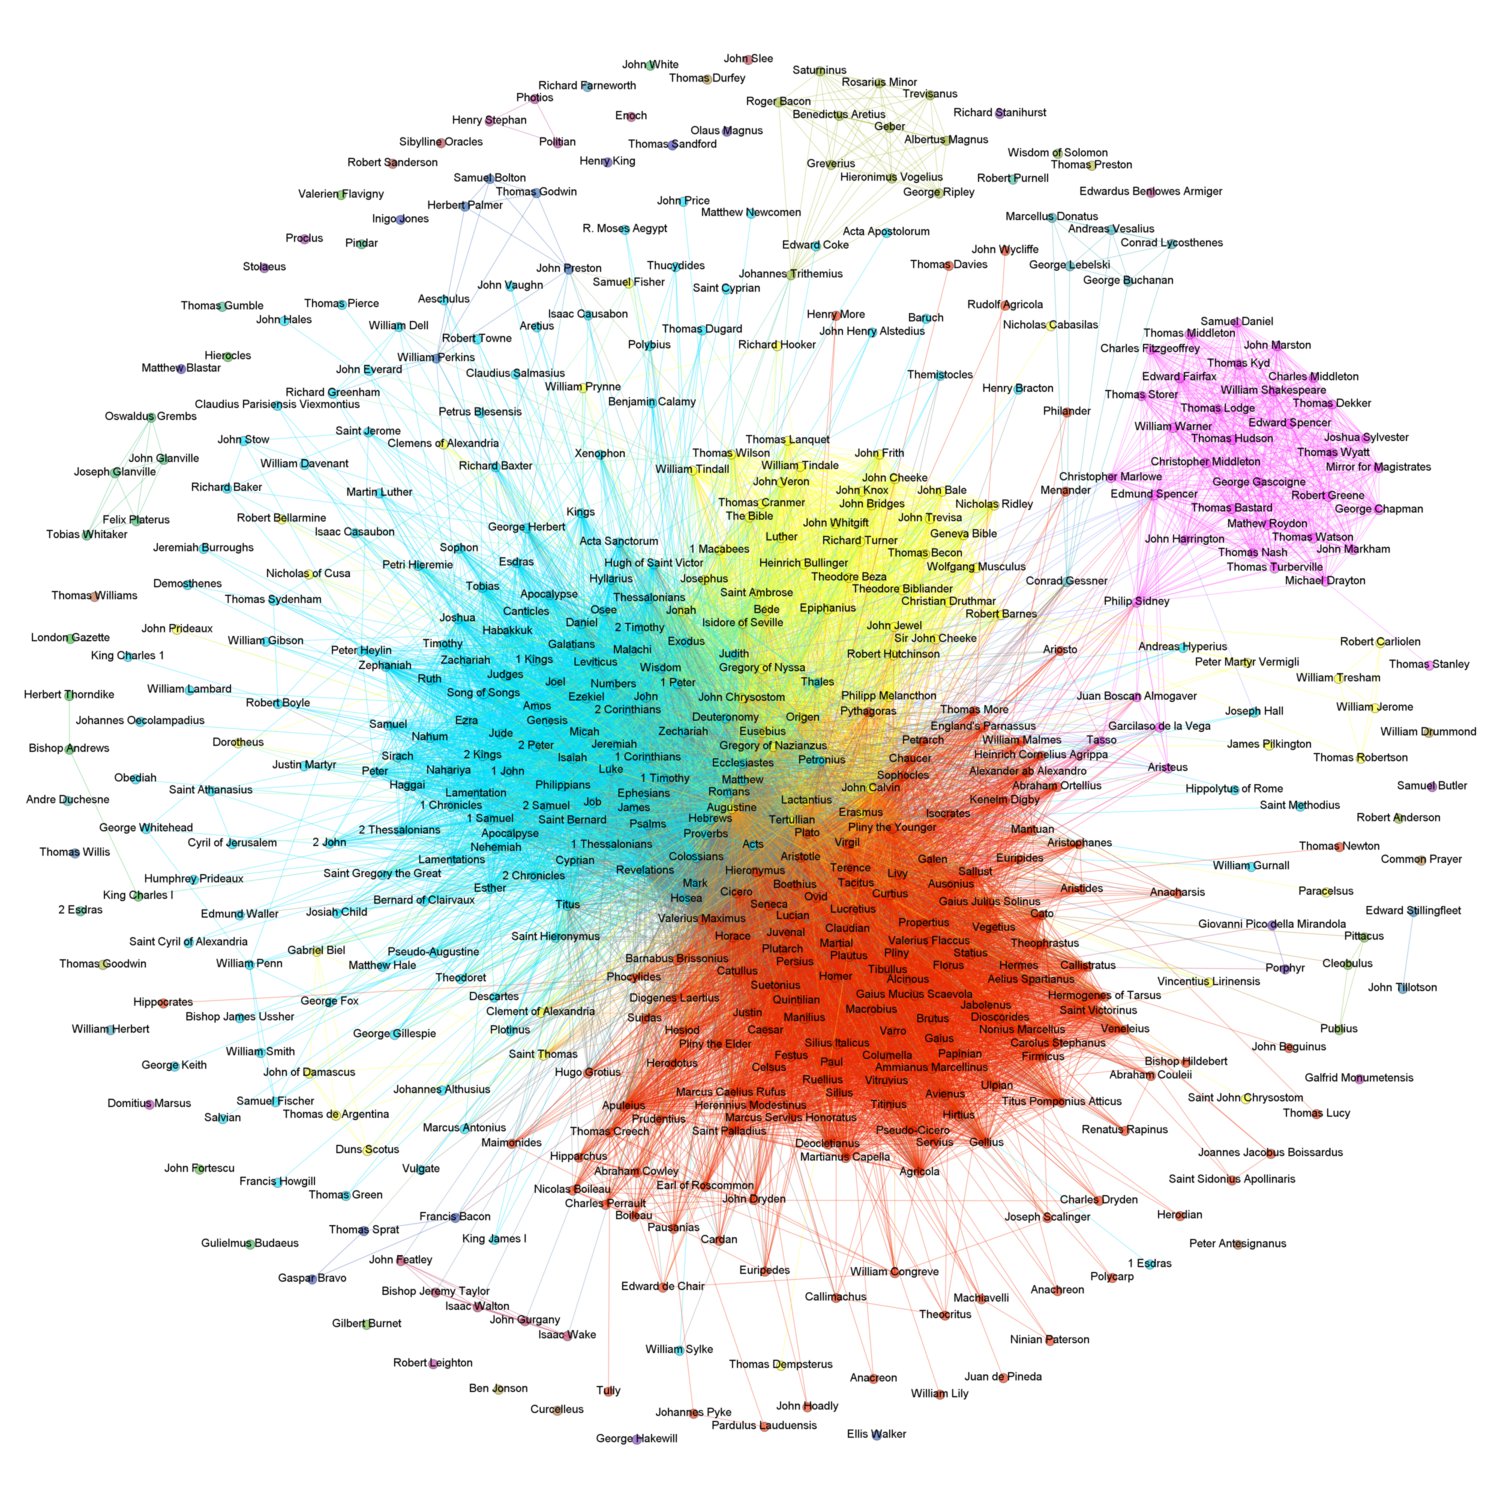 John Slee
John White
Saturninus
Thomas Durfey
Rosarius Minor
Richard Farneworth
Trevisanus
Photios
Roger Bacon
Richard Stanihurst
Benedictus Aretius
Enoch
Henry Stephan
Geber
Olaus Magnus
Albertus Magnus
Sibylline Oracles
Politian
Thomas Sandford
Wisdom of Solomon
Robert Sanderson
Henry King
Greverius
Thomas Preston
Samuel Bolton
Hieronimus Vogelius
Robert Purnell
Thomas Godwin
George Ripley
Edwardus Benlowes Armiger
Valerien Flavigny
John Price
Herbert Palmer
Matthew Newcomen
Marcellus Donatus
Inigo Jones
R. Moses Aegypt
Andreas Vesalius
Acta Apostolorum
Proclus
Pindar
Edward Coke
Conrad Lycosthenes
John Wycliffe
Stolaeus
John Preston
Thucydides
Thomas Davies
George Lebelski
Johannes Trithemius
Samuel Fisher
George Buchanan
John Vaughn
Saint Cyprian
Aeschulus
Thomas Gumble
Thomas Pierce
Rudolf Agricola
Isaac Causabon
Henry More
John Hales
William Dell
Aretius
Thomas Dugard
John Henry Alstedius
Baruch
Nicholas Cabasilas
Samuel Daniel
Thomas Middleton
Robert Towne
Polybius
Richard Hooker
Charles Fitzgeoffrey
John Marston
Hierocles
William Perkins
Matthew Blastar
John Everard
Claudius Salmasius
Thomas Kyd
Themistocles
Edward Fairfax
Charles Middleton
William Prynne
Henry Bracton
William Shakespeare
Richard Greenham
Thomas Storer
Claudius Parisiensis Viexmontius
Benjamin Calamy
Thomas Lodge
Thomas Dekker
Oswaldus Grembs
Petrus Blesensis
Philander
William Warner
Edward Spencer
Saint Jerome
John Stow
Clemens of Alexandria
Thomas Lanquet
Thomas Hudson
Joshua Sylvester
Thomas Wilson
Xenophon
John Frith
Thomas Wyatt
John Glanville
William Davenant
Richard Baxter
William Tindall
William Tindale
Christopher Middleton
Mirror for Magistrates
Joseph Glanville
John Veron
John Cheeke
Christopher Marlowe
George Gascoigne
Richard Baker
Martin Luther
John Knox
John Bale
Menander
Edmund Spencer
Robert Greene
Thomas Cranmer
John Bridges
Nicholas Ridley
Thomas Bastard
George Chapman
Felix Platerus
Robert Bellarmine
Kings
The Bible
John Whitgift
John Trevisa
Mathew Roydon
Tobias Whitaker
Isaac Casaubon
George Herbert
Luther
Richard Turner
Geneva Bible
John Harrington
Thomas Watson
Jeremiah Burroughs
Sophon
Acta Sanctorum
1 Macabees
Thomas Becon
Thomas Nash
John Markham
Petri Hieremie
Esdras
Hugh of Saint Victor
Heinrich Bullinger
Wolfgang Musculus
Thomas Turberville
Nicholas of Cusa
Hyllarius
Josephus
Theodore Beza
Conrad Gessner
Michael Drayton
Demosthenes
Tobias
Apocalypse
Saint Ambrose
Theodore Bibliander
Thomas Williams
Thomas Sydenham
Thessalonians
Christian Druthmar
Philip Sidney
Joshua
Canticles
Osee
Jonah
Bede
Epiphanius
Robert Barnes
John Prideaux
Habakkuk
Daniel
2 Timothy
Isidore of Seville
John Jewel
London Gazette
William Gibson
Timothy
Galatians
Exodus
Sir John Cheeke
Robert Carliolen
King Charles 1
Peter Heylin
Zachariah
1 Kings
Malachi
Judith
Robert Hutchinson
Ariosto
Andreas Hyperius
Zephaniah
Leviticus
Wisdom
Gregory of Nyssa
Peter Martyr Vermigli
Thomas Stanley
Ruth
Judges
Joel
Numbers
1 Peter
Thales
William Tresham
Herbert Thorndike
William Lambard
Song of Songs
Ezekiel
John
John Chrysostom
Philipp Melancthon
Juan Boscan Almogaver
Robert Boyle
Amos
2 Corinthians
Pythagoras
Thomas More
William Jerome
Johannes Oecolampadius
Samuel
Ezra
Genesis
Deuteronomy
Origen
England's Parnassus
Garcilaso de la Vega
Joseph Hall
Nahum
Jude
Micah
Zechariah
Eusebius
Petrarch
William Malmes
Tasso
William Drummond
Bishop Andrews
Dorotheus
Sirach
2 Kings
2 Peter
Jeremiah
Gregory of Nazianzus
Chaucer
Heinrich Cornelius Agrippa
James Pilkington
Justin Martyr
Peter
Nahariya
1 John
Isaiah
1 Corinthians
Ecclesiastes
Petronius
Alexander ab Alexandro
Aristeus
Thomas Robertson
Obediah
Haggai
Luke
1 Timothy
Matthew
Sophocles
Abraham Ortellius
Hippolytus of Rome
Samuel Butler
Saint Athanasius
Lamentation
Philippians
Ephesians
Romans
John Calvin
Andre Duchesne
1 Chronicles
2 Samuel
Job
James
Augustine
Lactantius
Kenelm Digby
Saint Methodius
1 Samuel
Saint Bernard
Psalms
Hebrews
Tertullian
Erasmus
Isocrates
Robert Anderson
George Whitehead
2 Thessalonians
Apocalpyse
Proverbs
Plato
Pliny the Younger
Mantuan
Cyril of Jerusalem
2 John
Nehemiah
1 Thessalonians
Acts
Virgil
Aristophanes
Thomas Newton
Thomas Willis
Lamentations
Cyprian
Colossians
Aristotle
Galen
Euripides
Common Prayer
Saint Gregory the Great
Revelations
Hieronymus
Terence
Livy
Sallust
William Gurnall
Humphrey Prideaux
Esther
2 Chronicles
Mark
Boethius
Tacitus
Ausonius
Aristides
Anacharsis
Paracelsus
King Charles I
Bernard of Clairvaux
Titus
Hosea
Cicero
Ovid
Curtius
Gaius Julius Solinus
2 Esdras
Edmund Waller
Josiah Child
Seneca
Lucretius
Cato
Edward Stillingfleet
Valerius Maximus
Lucian
Propertius
Vegetius
Giovanni Pico della Mirandola
Saint Cyril of Alexandria
Saint Hieronymus
Horace
Juvenal
Claudian
Valerius Flaccus
Theophrastus
Pittacus
Gabriel Biel
Pseudo-Augustine
Plutarch
Martial
Statius
Thomas Goodwin
William Penn
Matthew Hale
Barnabus Brissonius
Persius
Plautus
Pliny
Florus
Hermes
Callistratus
Porphyr
Cleobulus
Theodoret
Phocylides
Catullus
Homer
Tibullus
Aelius Spartianus
Vincentius Lirinensis
John Tillotson
Hippocrates
George Fox
Descartes
Diogenes Laertius
Suetonius
Alcinous
Hermogenes of Tarsus
Quintilian
Gaius Mucius Scaevola
Bishop James Ussher
Clement of Alexandria
Suidas
Justin
Macrobius
Jabolenus
Saint Victorinus
William Herbert
George Gillespie
Plotinus
Hesiod
Caesar
Manilius
Brutus
Dioscorides
Veneleius
Publius
Varro
Nonius Marcellus
William Smith
Saint Thomas
Pliny the Elder
Silius Italicus
Gaius
Carolus Stephanus
John Beguinus
George Keith
Herodotus
Festus
Paul
Columella
Papinian
Firmicus
Bishop Hildebert
John of Damascus
Hugo Grotius
Celsus
Ammianus Marcellinus
Abraham Couleii
Galfrid Monumetensis
Johannes Althusius
Ruellius
Vitruvius
Ulpian
Domitius Marsus
Samuel Fischer
Marcus Caelius Rufus
Silius
Avienus
Titus Pomponius Atticus
Saint John Chrysostom
Salvian
Thomas de Argentina
Apuleius
Herennius Modestinus
Titinius
Hirtius
Thomas Lucy
Marcus Antonius
Prudentius
Marcus Servius Honoratus
Thomas Creech
Saint Palladius
Pseudo-Cicero
Renatus Rapinus
Duns Scotus
Maimonides
Deocletianus
Servius
Gellius
John Fortescu
Vulgate
Hipparchus
Martianus Capella
Joannes Jacobus Boissardus
Francis Howgill
Abraham Cowley
Agricola
Saint Sidonius Apollinaris
Thomas Green
Nicolas Boileau
Earl of Roscommon
Charles Perrault
John Dryden
Charles Dryden
Francis Bacon
Boileau
Joseph Scalinger
Herodian
Thomas Sprat
Pausanias
Gulielmus Budaeus
King James I
Cardan
Peter Antesignanus
John Featley
1 Esdras
Gaspar Bravo
Euripedes
William Congreve
Polycarp
Bishop Jeremy Taylor
Edward de Chair
Anachreon
Isaac Walton
Callimachus
Machiavelli
Gilbert Burnet
John Gurgany
Theocritus
Isaac Wake
Ninian Paterson
William Sylke
Robert Leighton
Thomas Dempsterus
Ben Jonson
Anacreon
Juan de Pineda
Tully
William Lily
Curcelleus
Johannes Pyke
John Hoadly
Pardulus Lauduensis
George Hakewill
Ellis Walker